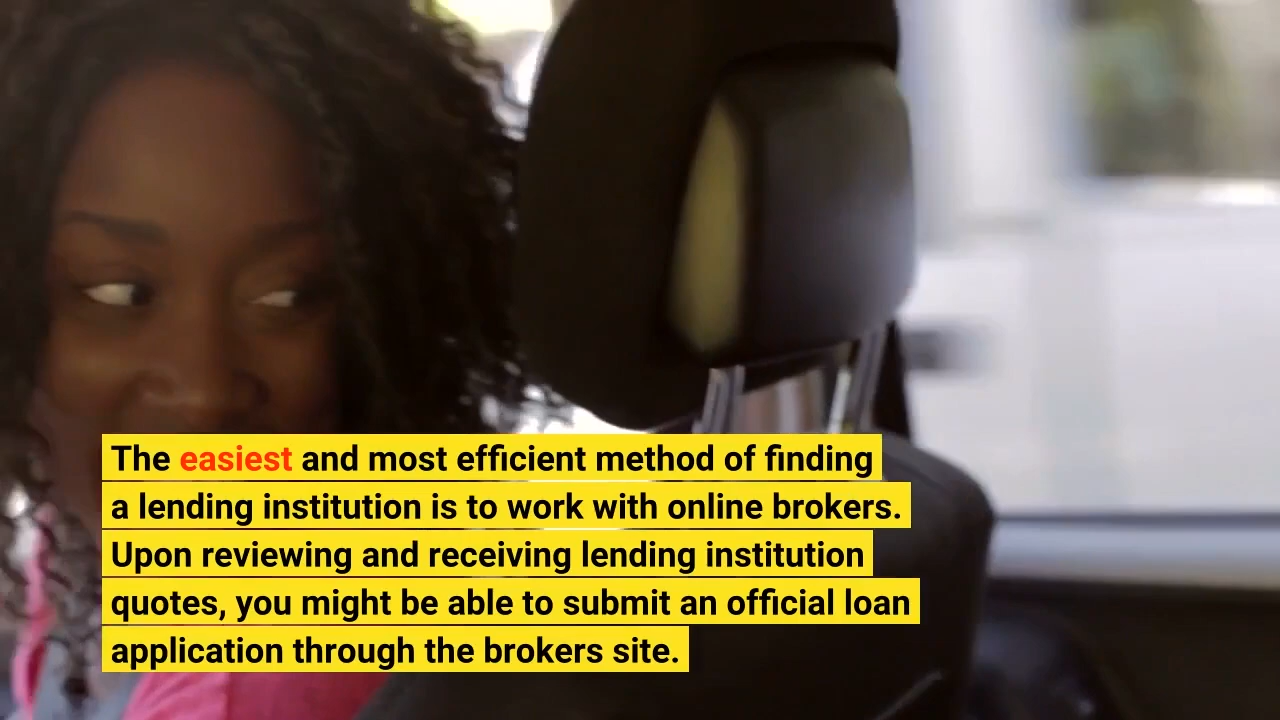 The easiest and most efficient method of finding
a lending institution is to work with online brokers.
Upon reviewing and receiving lending institution
quotes, you might be able to submit an official loan
application through the brokers site.